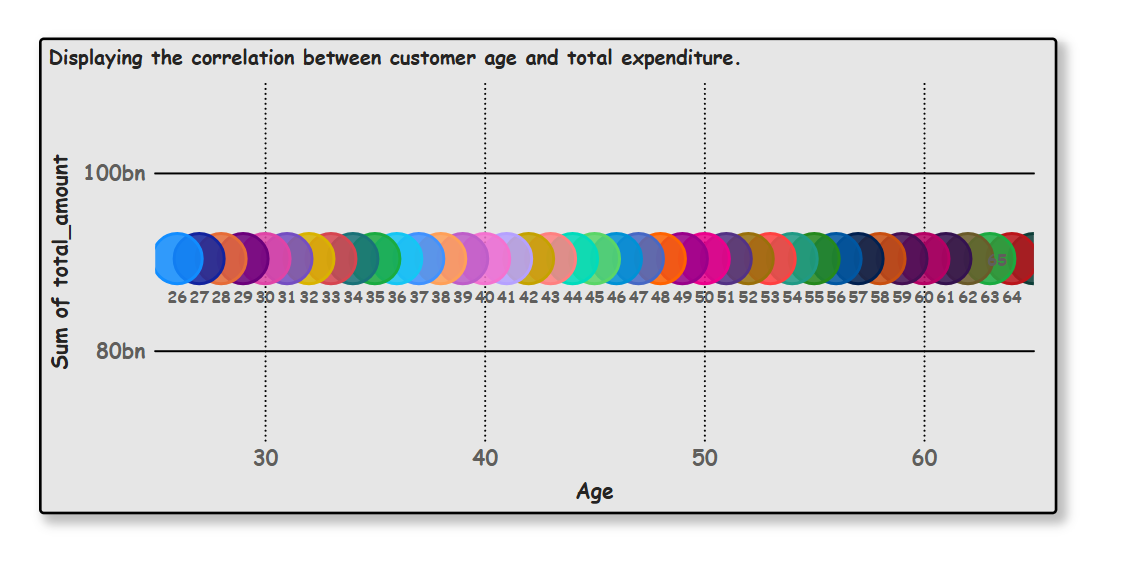 Displaying the correlation between customer age and total expenditure.
Sum of total_amount
100bn
65
26 27 28 29 30 31 32 33 34 35 36 37 38 39 40 41 42 43 44 45 46 47 48 49 50 51 52 53 54 55 56 57 58 59 60 61 62 63 64
80bn
30 40 50 60
Age